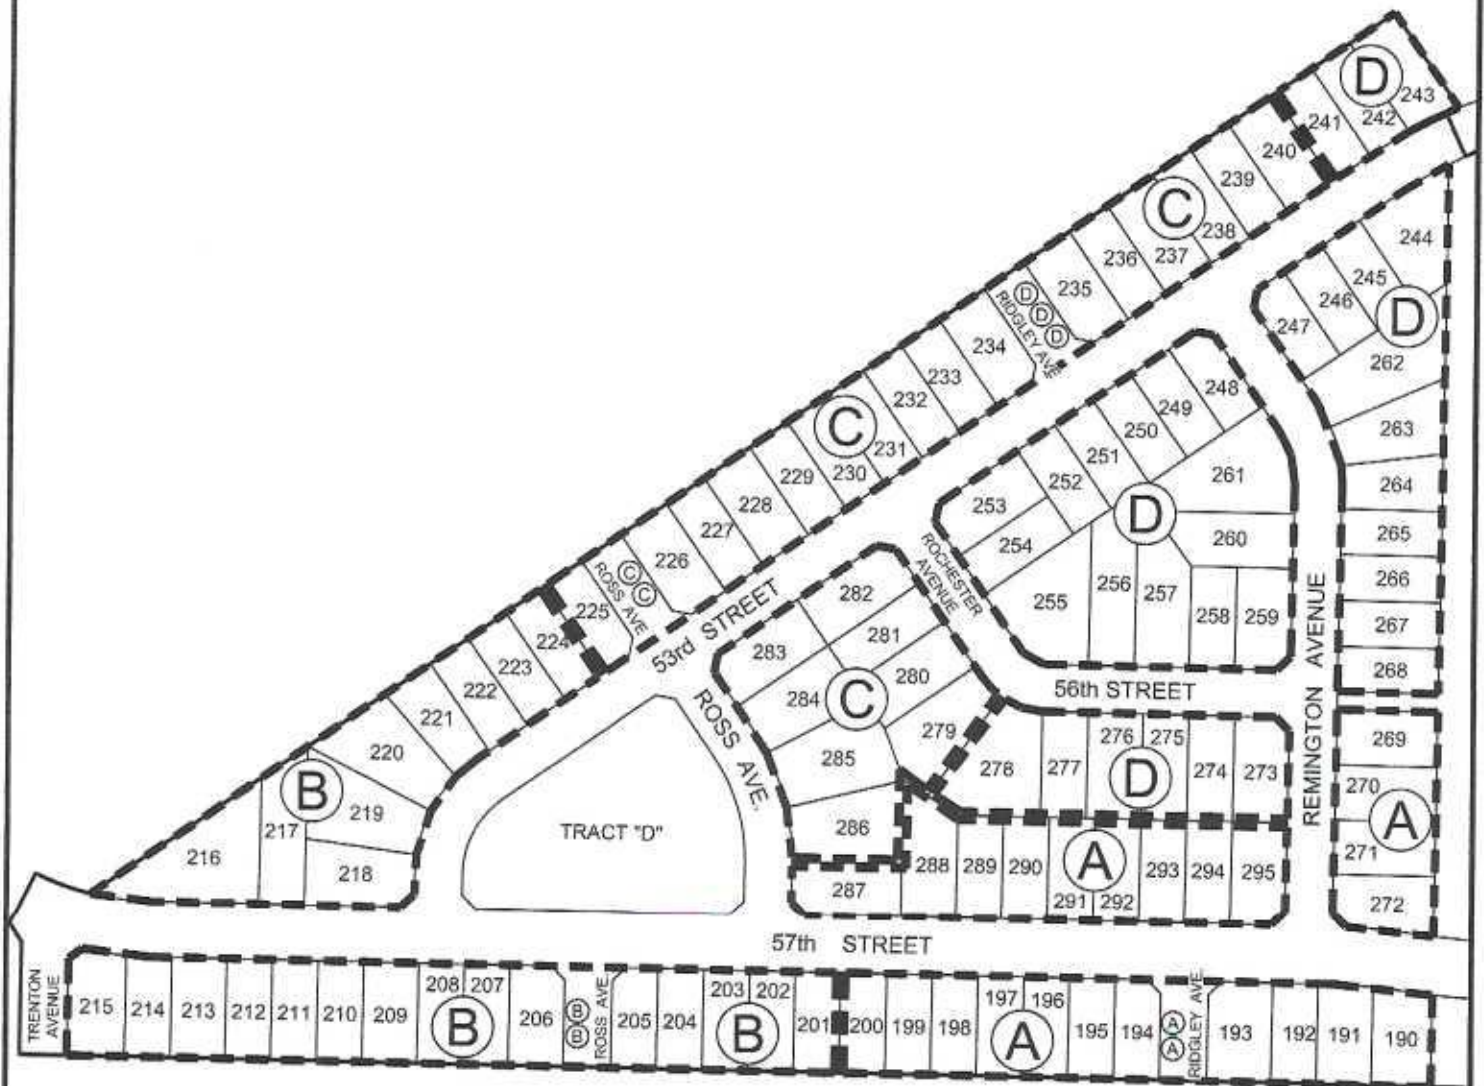 D
243
242
241
240
239
C
238
237
236
235
D
D
D
RIDGLEY AVE
234
233
232
C
231
230
229
228
227
226
C
C
ROSS AVE
225
224
223
222
221
220
B
219
217
216
218
53rd STREET
244
245
D
246
247
262
263
264
265
266
267
268
248
249
250
251
252
253
254
D
261
260
255
256
257
258
259
ROCHESTER
AVENUE
282
281
283
280
284
C
279
285
286
ROSS AVE.
56th STREET
REMINGTON AVENUE
276
275
278
277
D
274
273
269
270
A
271
272
TRACT "D"
287
288
289
290
A
291
292
293
294
295
57th STREET
TRENTON
AVENUE
215
214
213
212
211
210
209
208
207
B
206
B
B
ROSS AVE.
205
204
203
202
B
201
200
199
198
197
196
A
195
194
A
A
RIDGLEY AVE.
193
192
191
190